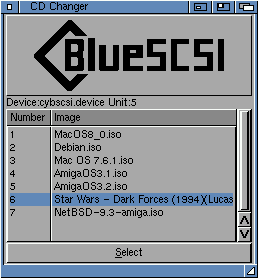 CD Changer
BlueSCSI
Device:cybscsi.device Unit:5
Number Image
1 MacOS8_0.iso
2 Debian.iso
3 Mac OS 7.6.1.iso
4 AmigaOS3.1.iso
5 AmigaOS3.2.iso
6 Star Wars - Dark Forces (1994)(Lucas
7 NetBSD-9.3-amiga.iso
Select